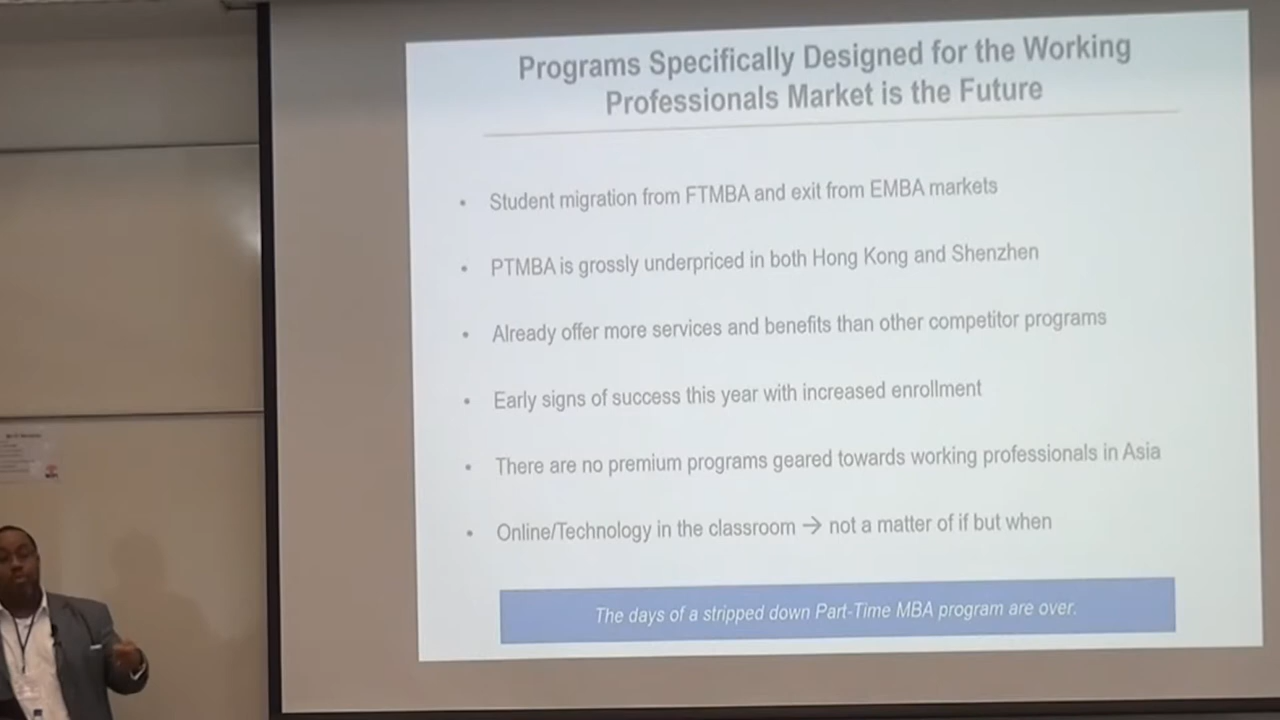 Programs Specifically Designed for the Working
Professionals Market is the Future
• Student migration from FTMBA and exit from EMBA markets
• PTMBA is grossly underpriced in both Hong Kong and Shenzhen
• Already offer more services and benefits than other competitor programs
• Early signs of success this year with increased enrollment
• There are no premium programs geared towards working professionals in Asia
• Online/Technology in the classroom → not a matter of if but when
The days of a stripped down Part-Time MBA program are over.